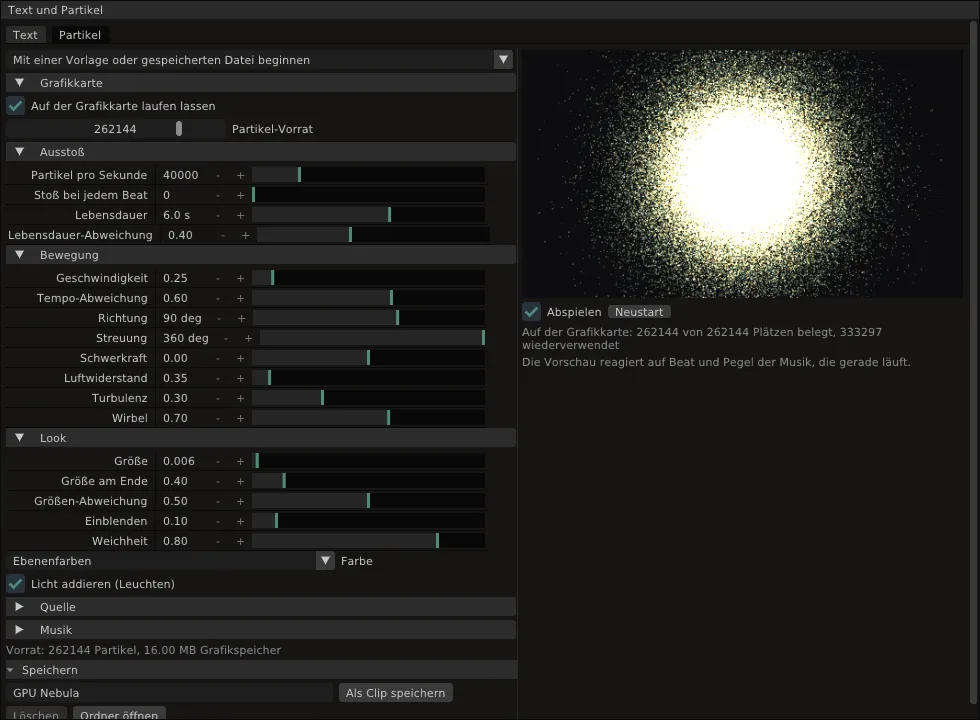 Text und Partikel
Text Partikel
Mit einer Vorlage oder gespeicherten Datei beginnen
Grafikkarte
Auf der Grafikkarte laufen lassen
262144 Partikel-Vorrat
Ausstoß
Partikel pro Sekunde 40000 - +
Stoß bei jedem Beat 0 - +
Lebensdauer 6.0 s - +
Lebensdauer-Abweichung 0.40 - +
Bewegung
Geschwindigkeit 0.25 - +
Tempo-Abweichung 0.60 - +
Richtung 90 deg - +
Streuung 360 deg - +
Schwerkraft 0.00 - +
Luftwiderstand 0.35 - +
Turbulenz 0.30 - +
Wirbel 0.70 - +
Look
Größe 0.006 - +
Größe am Ende 0.40 - +
Größen-Abweichung 0.50 - +
Einblenden 0.10 - +
Weichheit 0.80 - +
Ebenenfarben Farbe
Licht addieren (Leuchten)
Quelle
Musik
Vorrat: 262144 Partikel, 16.00 MB Grafikspeicher
Speichern
GPU Nebula Als Clip speichern
Löschen Ordner öffnen
Abspielen Neustart
Auf der Grafikkarte: 262144 von 262144 Plätzen belegt, 333297
wiederverwendet
Die Vorschau reagiert auf Beat und Pegel der Musik, die gerade läuft.